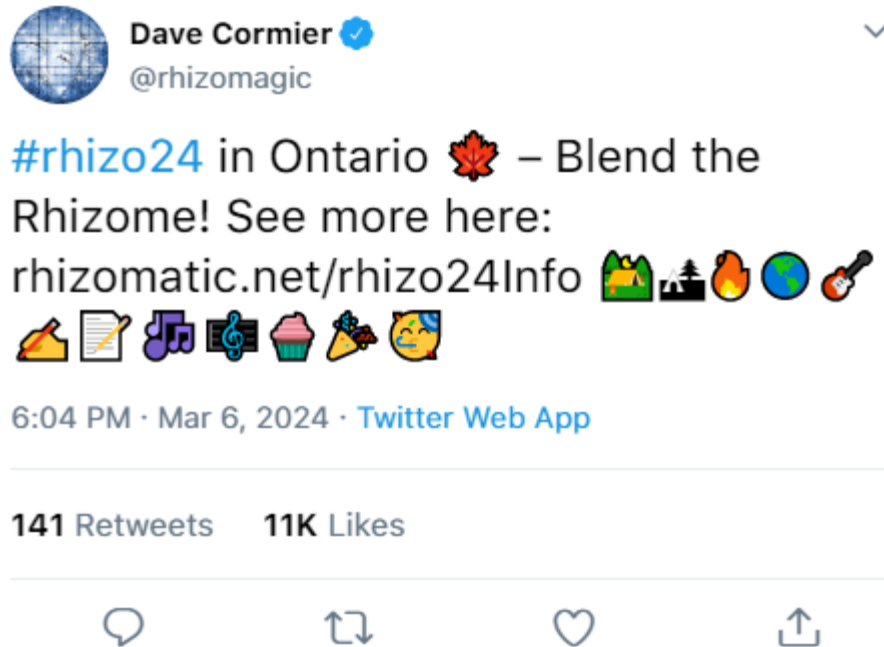 Dave Cormier
@rhizomagic
#rhizo24 in Ontario 🍁 – Blend the
Rhizome! See more here:
rhizomatic.net/rhizo24Info 🏕️🏕🔥🌎🎸
✍️📝🎶🎼🧁🎉🥳
6:04 PM · Mar 6, 2024 · Twitter Web App
141 Retweets 11K Likes